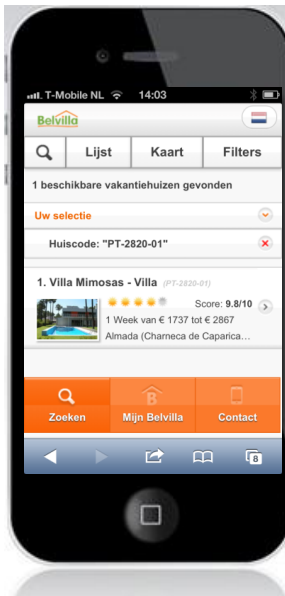 T-Mobile NL 14:03
Belvilla
Lijst Kaart Filters
1 beschikbare vakantiehuizen gevonden
Uw selectie
Huiscode: "PT-2820-01"
1. Villa Mimosas - Villa (PT-2820-01)
Score: 9.8/10
1 Week van € 1737 tot € 2867
Almada (Charneca de Caparica...
B
Zoeken Mijn Belvilla Contact
8